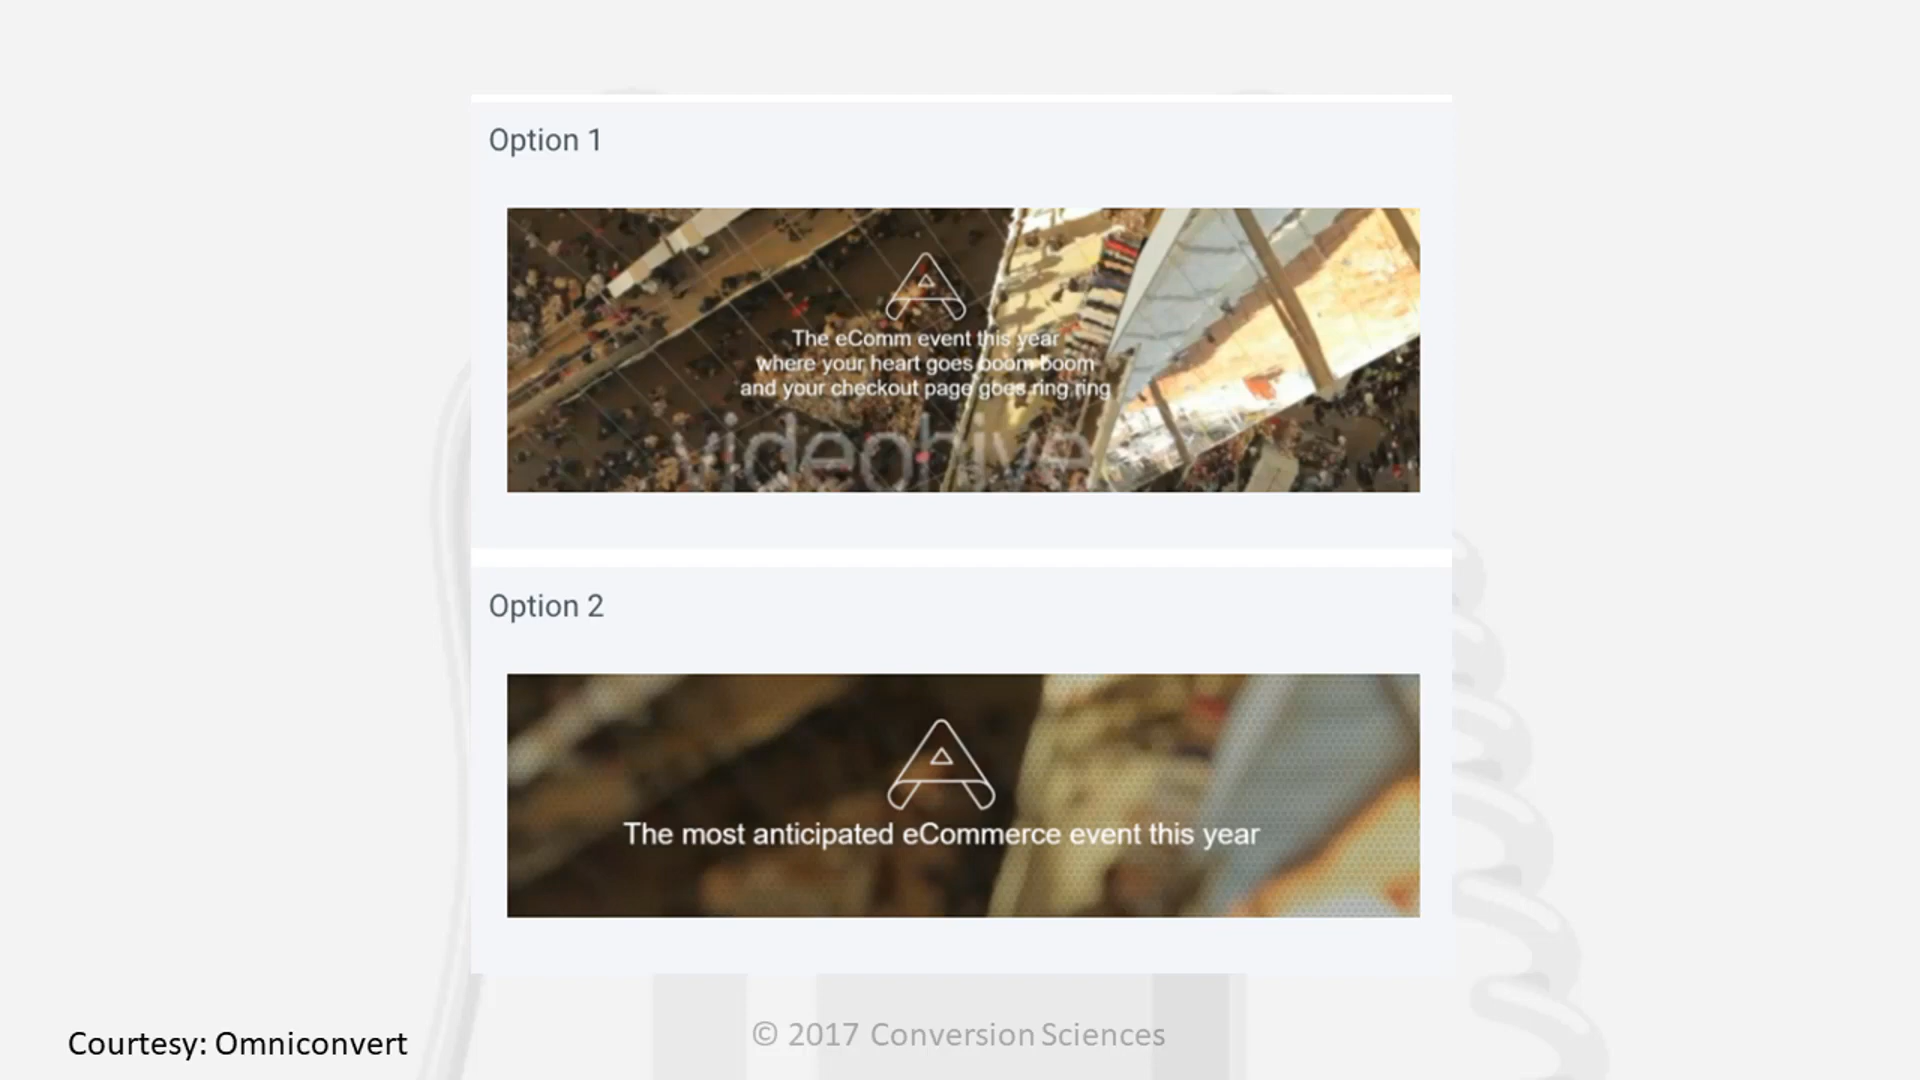 Option 1
The eComm event this year
where your heart goes boom boom
and your checkout page goes ring ring
videohive
Option 2
The most anticipated eCommerce event this year
Courtesy: Omniconvert
© 2017 Conversion Sciences